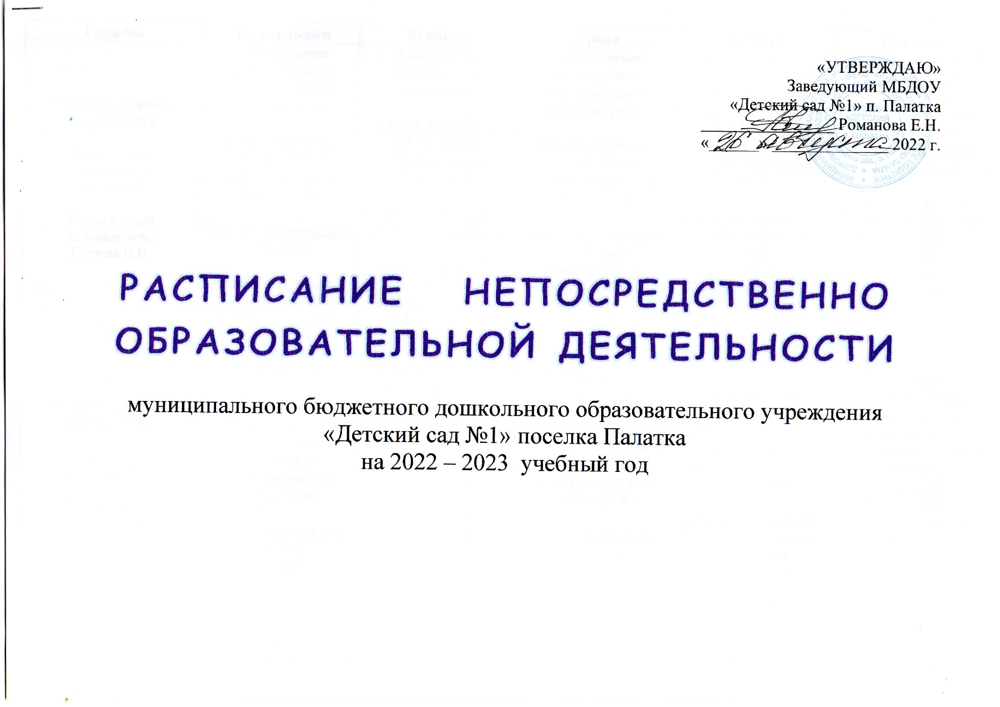 «УТВЕРЖДАЮ»
Заведующий МБДОУ
«Детский сад №1» п. Палатка
Романова Е.Н.
«26» августа 2022 г.
РАСПИСАНИЕ НЕПОСРЕДСТВЕННО
ОБРАЗОВАТЕЛЬНОЙ ДЕЯТЕЛЬНОСТИ
муниципального бюджетного дошкольного образовательного учреждения
«Детский сад №1» поселка Палатка
на 2022 – 2023 учебный год